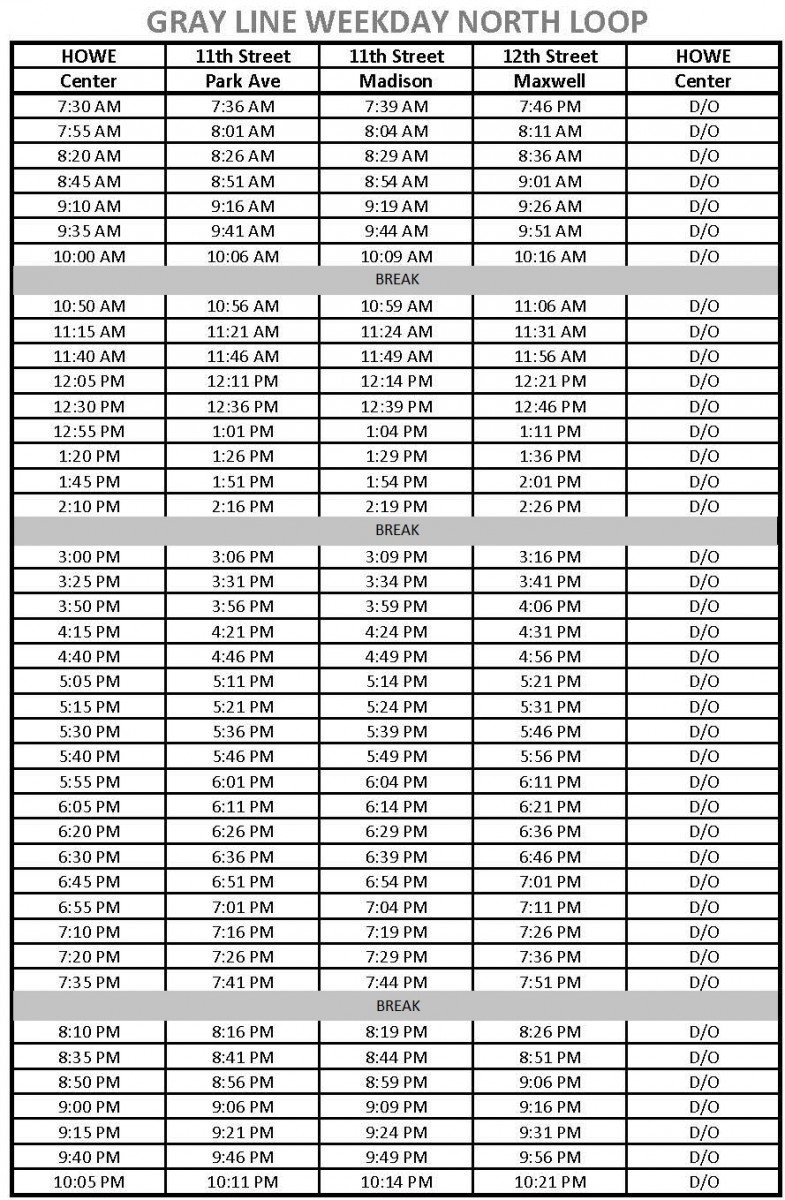 GRAY LINE WEEKDAY NORTH LOOP
HOWE 11th Street 11th Street 12th Street HOWE
Center Park Ave Madison Maxwell Center
7:30 AM 7:36 AM 7:39 AM 7:46 PM D/O
7:55 AM 8:01 AM 8:04 AM 8:11 AM D/O
8:20 AM 8:26 AM 8:29 AM 8:36 AM D/O
8:45 AM 8:51 AM 8:54 AM 9:01 AM D/O
9:10 AM 9:16 AM 9:19 AM 9:26 AM D/O
9:35 AM 9:41 AM 9:44 AM 9:51 AM D/O
10:00 AM 10:06 AM 10:09 AM 10:16 AM D/O
BREAK
10:50 AM 10:56 AM 10:59 AM 11:06 AM D/O
11:15 AM 11:21 AM 11:24 AM 11:31 AM D/O
11:40 AM 11:46 AM 11:49 AM 11:56 AM D/O
12:05 PM 12:11 PM 12:14 PM 12:21 PM D/O
12:30 PM 12:36 PM 12:39 PM 12:46 PM D/O
12:55 PM 1:01 PM 1:04 PM 1:11 PM D/O
1:20 PM 1:26 PM 1:29 PM 1:36 PM D/O
1:45 PM 1:51 PM 1:54 PM 2:01 PM D/O
2:10 PM 2:16 PM 2:19 PM 2:26 PM D/O
BREAK
3:00 PM 3:06 PM 3:09 PM 3:16 PM D/O
3:25 PM 3:31 PM 3:34 PM 3:41 PM D/O
3:50 PM 3:56 PM 3:59 PM 4:06 PM D/O
4:15 PM 4:21 PM 4:24 PM 4:31 PM D/O
4:40 PM 4:46 PM 4:49 PM 4:56 PM D/O
5:05 PM 5:11 PM 5:14 PM 5:21 PM D/O
5:15 PM 5:21 PM 5:24 PM 5:31 PM D/O
5:30 PM 5:36 PM 5:39 PM 5:46 PM D/O
5:40 PM 5:46 PM 5:49 PM 5:56 PM D/O
5:55 PM 6:01 PM 6:04 PM 6:11 PM D/O
6:05 PM 6:11 PM 6:14 PM 6:21 PM D/O
6:20 PM 6:26 PM 6:29 PM 6:36 PM D/O
6:30 PM 6:36 PM 6:39 PM 6:46 PM D/O
6:45 PM 6:51 PM 6:54 PM 7:01 PM D/O
6:55 PM 7:01 PM 7:04 PM 7:11 PM D/O
7:10 PM 7:16 PM 7:19 PM 7:26 PM D/O
7:20 PM 7:26 PM 7:29 PM 7:36 PM D/O
7:35 PM 7:41 PM 7:44 PM 7:51 PM D/O
BREAK
8:10 PM 8:16 PM 8:19 PM 8:26 PM D/O
8:35 PM 8:41 PM 8:44 PM 8:51 PM D/O
8:50 PM 8:56 PM 8:59 PM 9:06 PM D/O
9:00 PM 9:06 PM 9:09 PM 9:16 PM D/O
9:15 PM 9:21 PM 9:24 PM 9:31 PM D/O
9:40 PM 9:46 PM 9:49 PM 9:56 PM D/O
10:05 PM 10:11 PM 10:14 PM 10:21 PM D/O